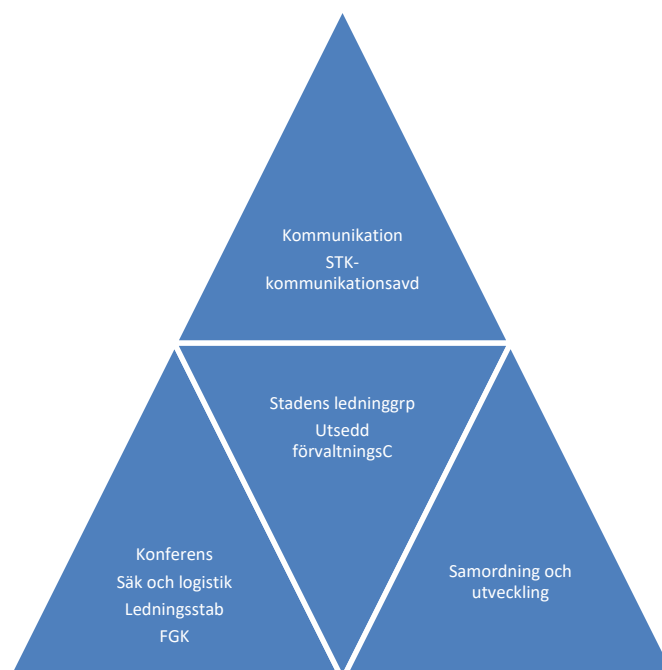 Kommunikation
STK-
kommunikationsavd
Stadens ledninggrp
Utsedd
förvaltningsC
Konferens
Säk och logistik
Ledningsstab
FGK
Samordning och
utveckling